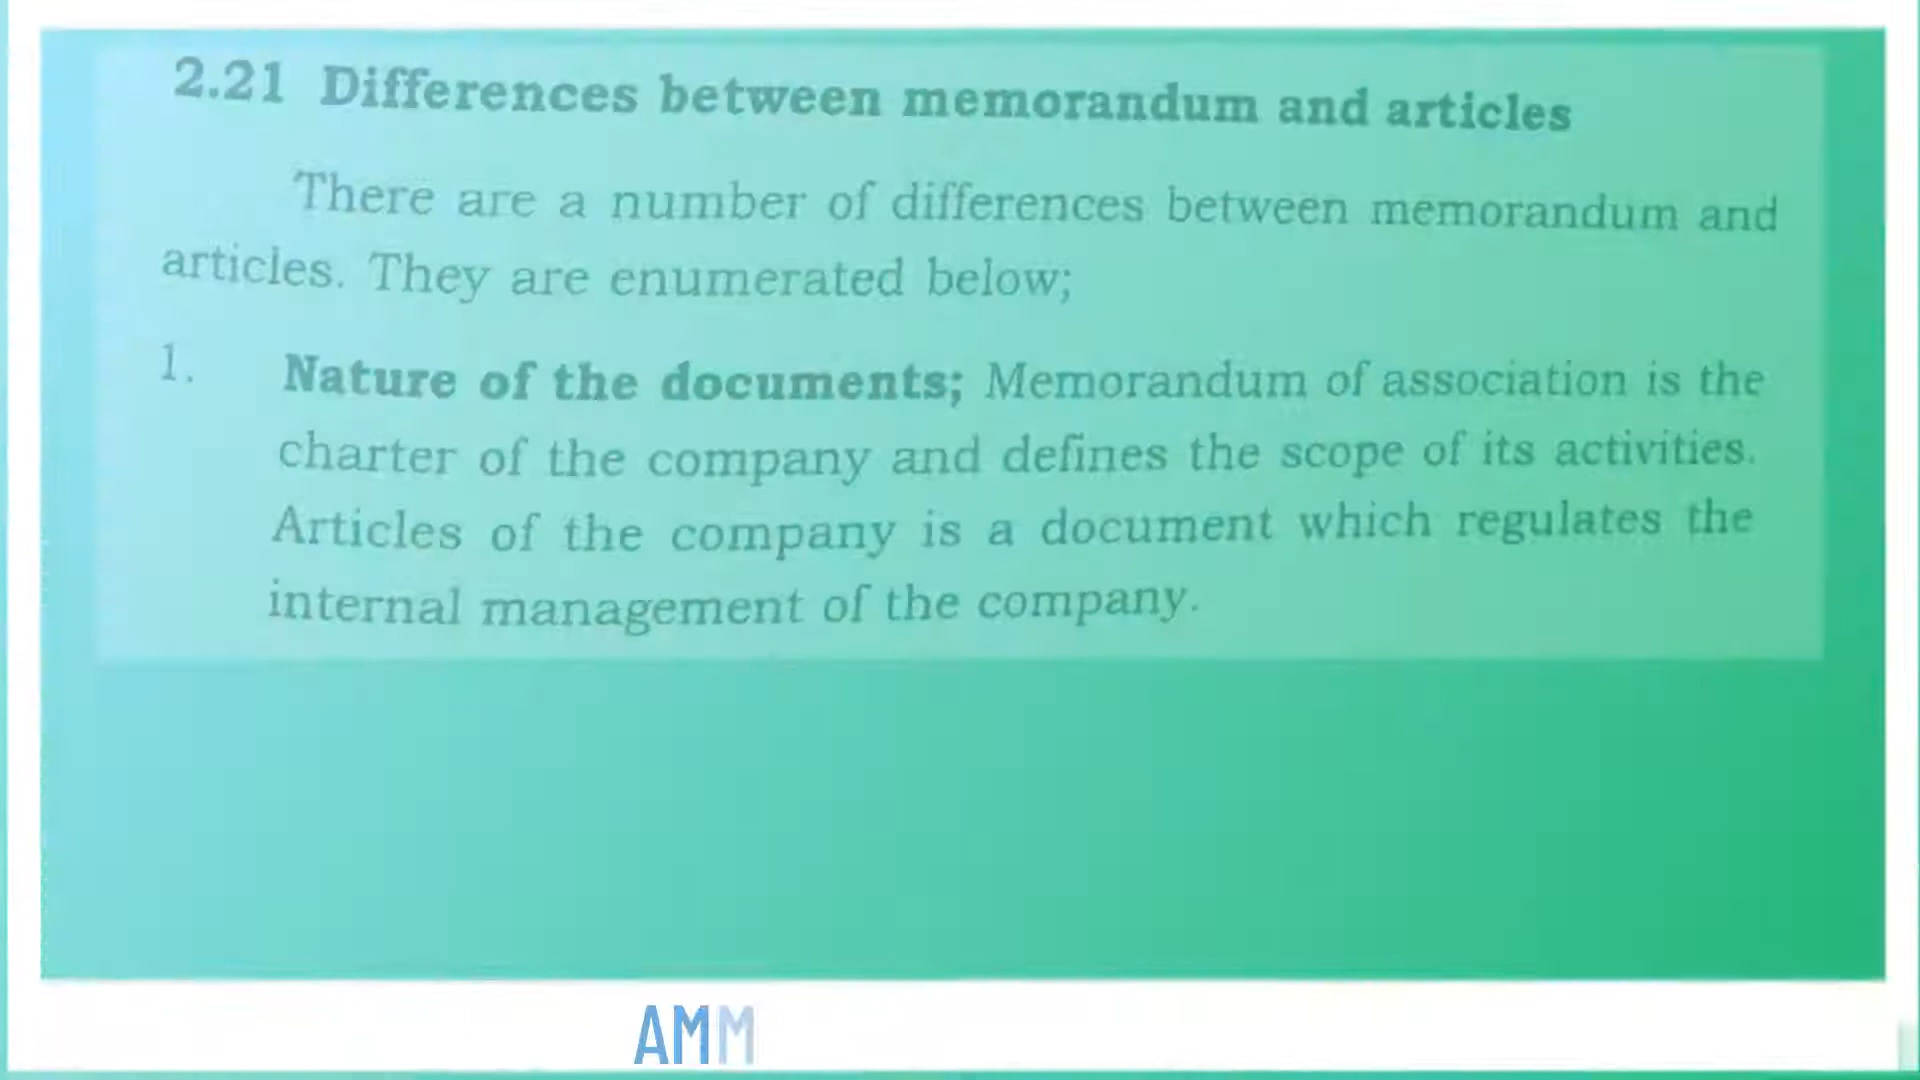 2.21 Differences between memorandum and articles
There are a number of differences between memorandum and
articles. They are enumerated below;
1. Nature of the documents; Memorandum of association is the
charter of the company and defines the scope of its activities.
Articles of the company is a document which regulates the
internal management of the company.
AMM